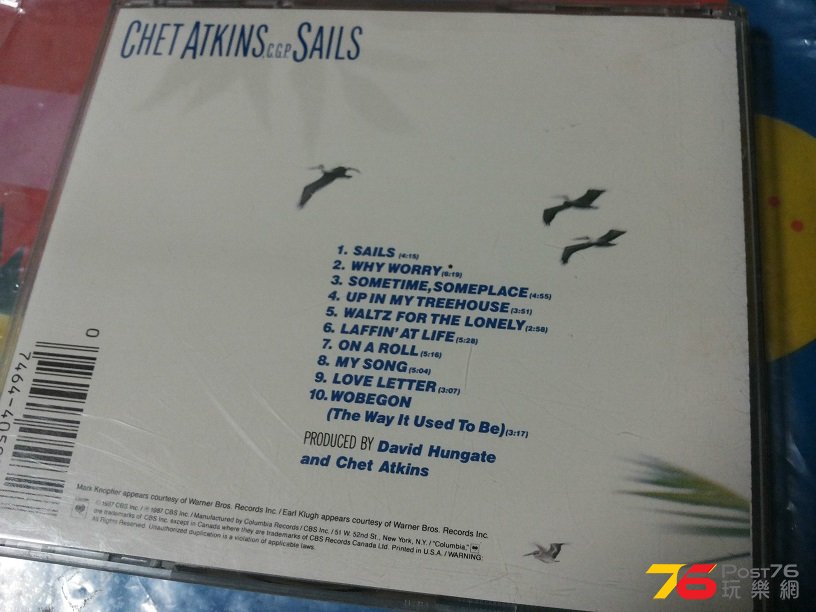 CHET ATKINS, C.G.P. SAILS
1. SAILS (4:15)
2. WHY WORRY* (6:19)
3. SOMETIME, SOMEPLACE (4:55)
4. UP IN MY TREEHOUSE (3:51)
5. WALTZ FOR THE LONELY (2:58)
6. LAFFIN' AT LIFE (5:28)
7. ON A ROLL (5:16)
8. MY SONG (5:04)
9. LOVE LETTER (3:07)
10. WOBEGON
(The Way It Used To Be) (3:17)
PRODUCED BY David Hungate
and Chet Atkins
0
7464-405
Mark Knopfler appears courtesy of Warner Bros. Records Inc. / Earl Klugh appears courtesy of Warner Bros. Records Inc.
© 1987 CBS Inc. / ℗ 1987 CBS Inc. / Manufactured by Columbia Records / CBS Inc. / 51 W. 52nd St., New York, N.Y. / "Columbia,"
are trademarks of CBS Inc. except in Canada where they are trademarks of CBS Records Canada Ltd. Printed in U.S.A. / WARNING:
All Rights Reserved. Unauthorized duplication is a violation of applicable laws.
76 Post76
玩樂網